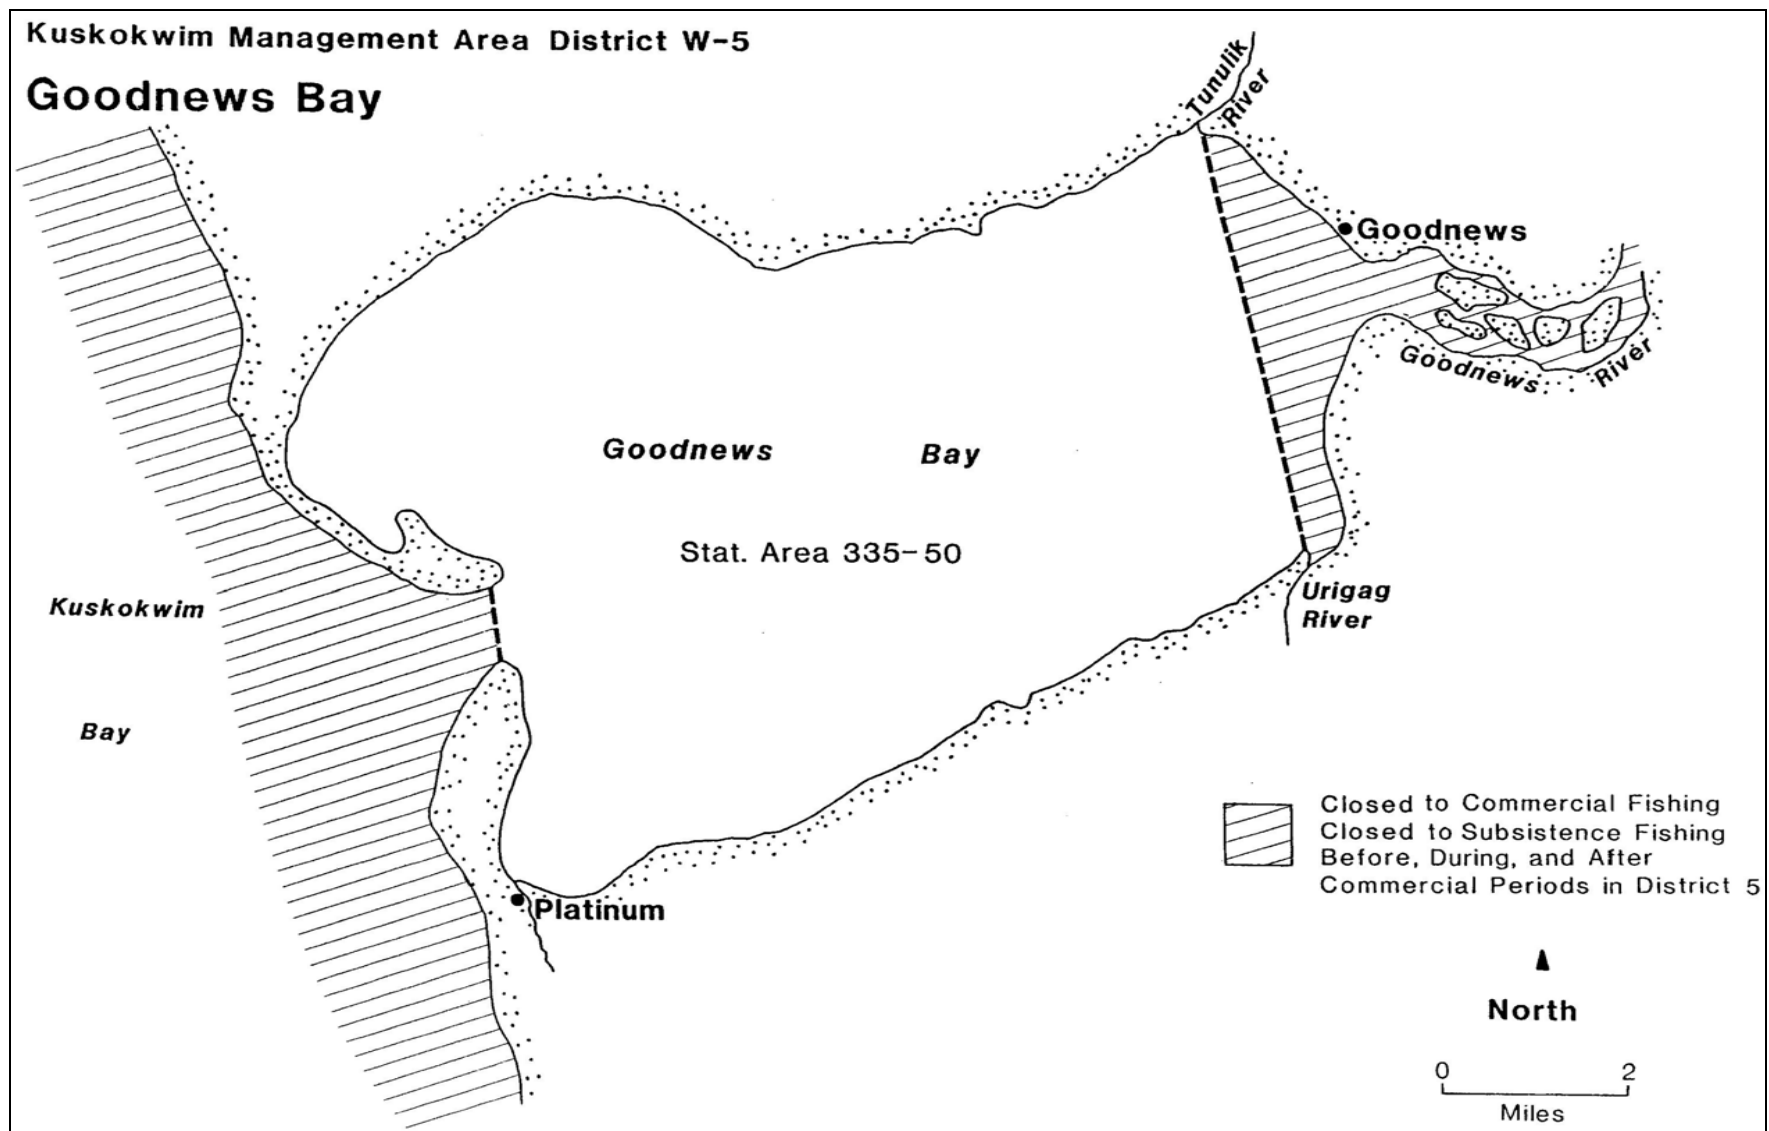 Kuskokwim Management Area District W-5
Goodnews Bay
Tunulik
River
Goodnews
Goodnews River
Goodnews Bay
Stat. Area 335-50
Urigag
River
Kuskokwim
Bay
Platinum
Closed to Commercial Fishing
Closed to Subsistence Fishing
Before, During, and After
Commercial Periods in District 5
North
0 2
Miles